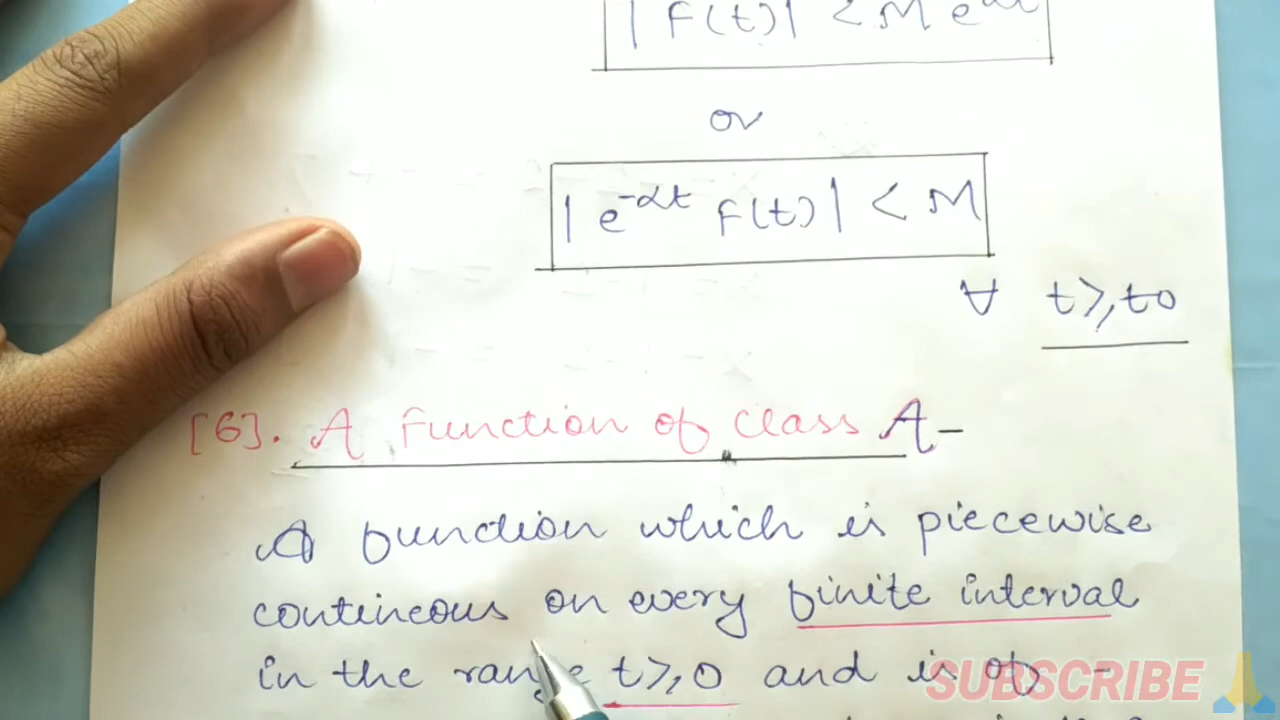 |F(t)| < M e^αt
or
|e^-αt F(t)| < M
∀ t ⩾ t0
[6]. A Function of class A-
A function which is piecewise
contineous on every finite interval
in the range t ⩾ 0 and is of -
SUBSCRIBE